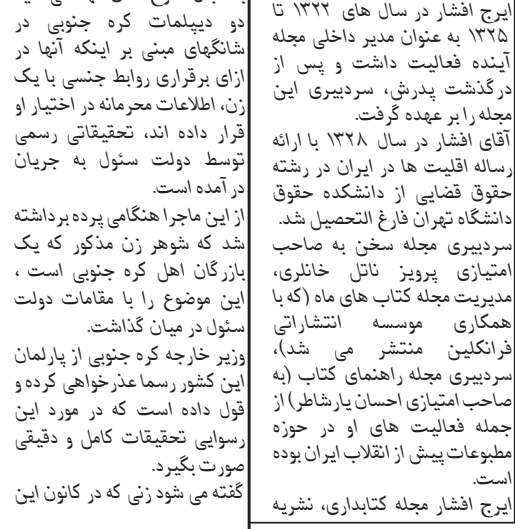 ایرج افشار در سال های ۱۳۲۲ تا
۱۳۲۵ به عنوان مدیر داخلی مجله
آینده فعالیت داشت و پس از
درگذشت پدرش، سردبیری این
مجله را بر عهده گرفت.
آقای افشار در سال ۱۳۲۸ با ارائه
رساله اقلیت ها در ایران در رشته
حقوق قضایی از دانشکده حقوق
دانشگاه تهران فارغ التحصیل شد.
سردبیری مجله سخن به صاحب
امتیازی پرویز ناتل خانلری،
مدیریت مجله کتاب های ماه (که با
همکاری موسسه انتشاراتی
فرانکلین منتشر می شد)،
سردبیری مجله راهنمای کتاب (به
صاحب امتیازی احسان یارشاطر) از
جمله فعالیت های او در حوزه
مطبوعات پیش از انقلاب ایران بوده
است.
ایرج افشار مجله کتابداری، نشریه
دو دیپلمات کره جنوبی در
شانگهای مبنی بر اینکه آنها در
ازای برقراری روابط جنسی با یک
زن، اطلاعات محرمانه در اختیار او
قرار داده اند، تحقیقاتی رسمی
توسط دولت سئول به جریان
در آمده است.
از این ماجرا هنگامی پرده برداشته
شد که شوهر زن مذکور که یک
بازرگان اهل کره جنوبی است ،
این موضوع را با مقامات دولت
سئول در میان گذاشت.
وزیر خارجه کره جنوبی از پارلمان
این کشور رسما عذرخواهی کرده و
قول داده است که در مورد این
رسوایی تحقیقات کامل و دقیقی
صورت بگیرد.
گفته می شود زنی که در کانون این